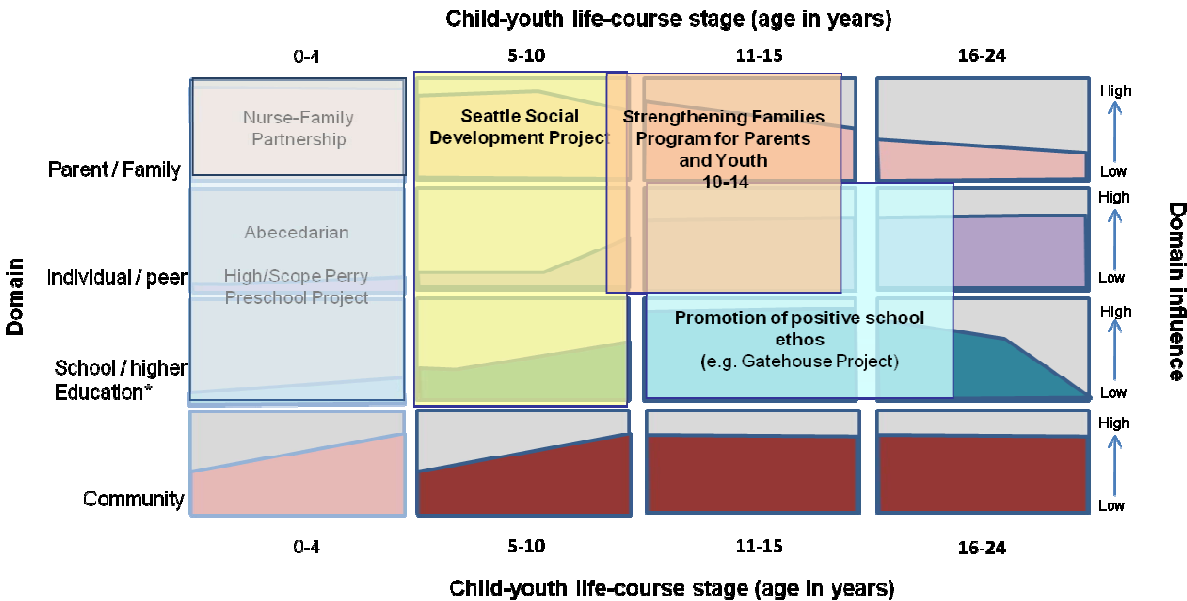 Child-youth life-course stage (age in years)
0-4 5-10 11-15 16-24
High
Nurse-Family
Partnership
Seattle Social
Development Project
Strengthening Families
Program for Parents
and Youth
10-14
Parent / Family
Low
High
Abecedarian
Individual / peer
High/Scope Perry
Preschool Project
Low
High
Promotion of positive school
ethos
(e.g. Gatehouse Project)
School / higher
Education*
Low
High
Community
Low
Domain
Domain influence
0-4 5-10 11-15 16-24
Child-youth life-course stage (age in years)